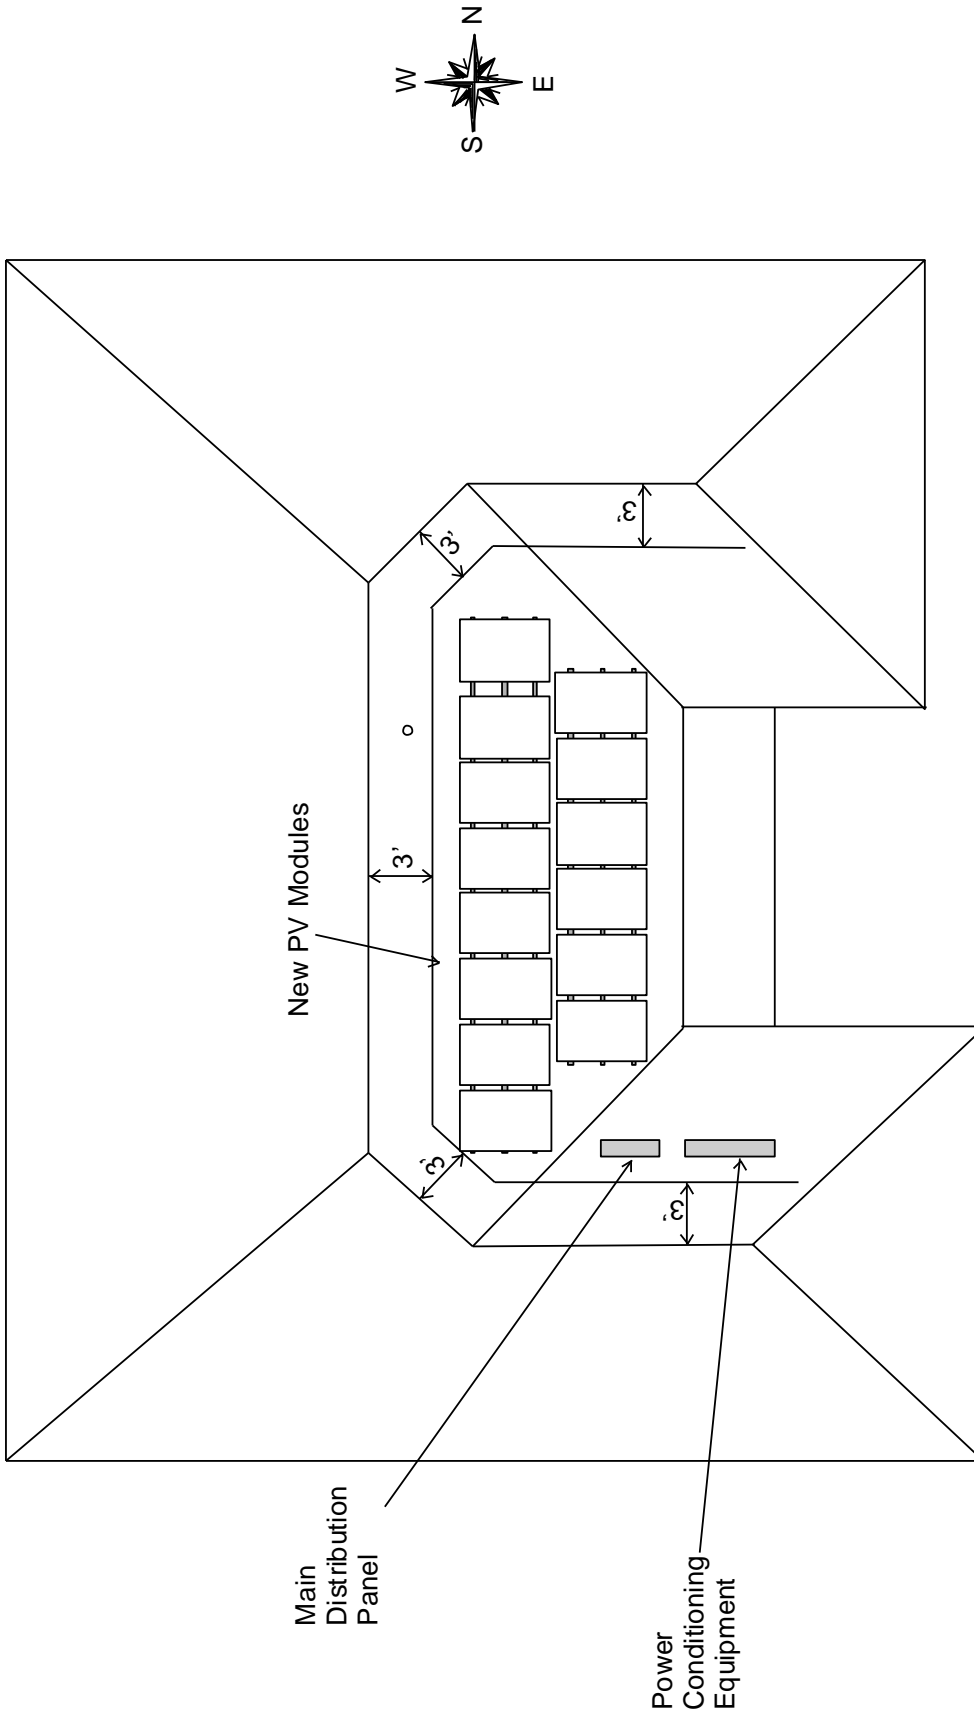 W
N
S
E
New PV Modules
3'
3'
3'
3'
3'
Main
Distribution
Panel
Power
Conditioning
Equipment